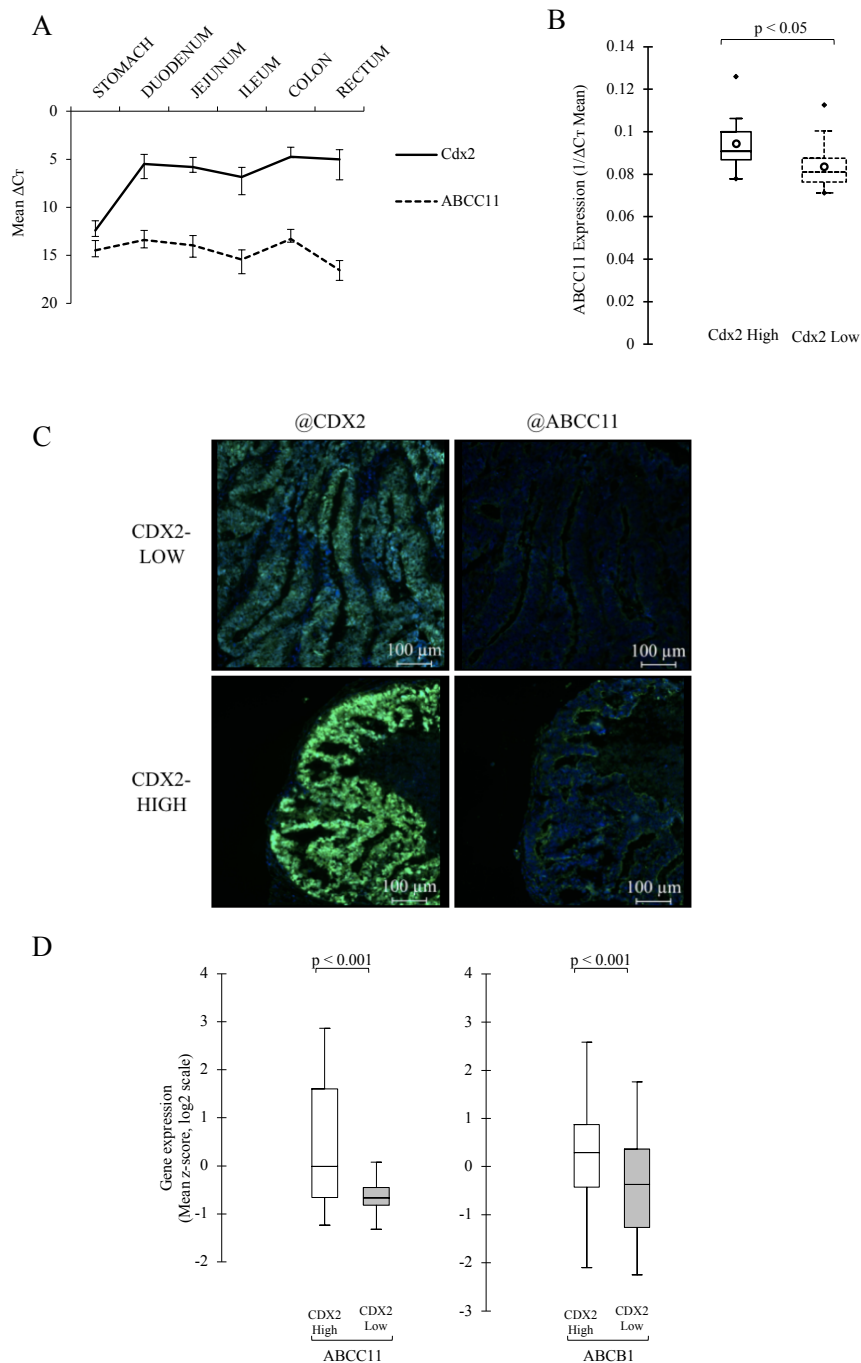 A
STOMACH
DUODENUM
JEJUNUM
ILEUM
COLON
RECTUM
0
5
10
15
20
Mean ΔCT
Cdx2
ABCC11
B
p < 0.05
0.14
0.12
0.1
0.08
0.06
0.04
0.02
0
ABCC11 Expression (1/ΔCT Mean)
Cdx2 High
Cdx2 Low
C
@CDX2
@ABCC11
CDX2-
LOW
100 µm
100 µm
CDX2-
HIGH
100 µm
100 µm
D
p < 0.001
4
3
2
1
0
-1
-2
Gene expression
(Mean z-score, log2 scale)
CDX2
High
CDX2
Low
ABCC11
p < 0.001
4
3
2
1
0
-1
-2
-3
CDX2
High
CDX2
Low
ABCB1